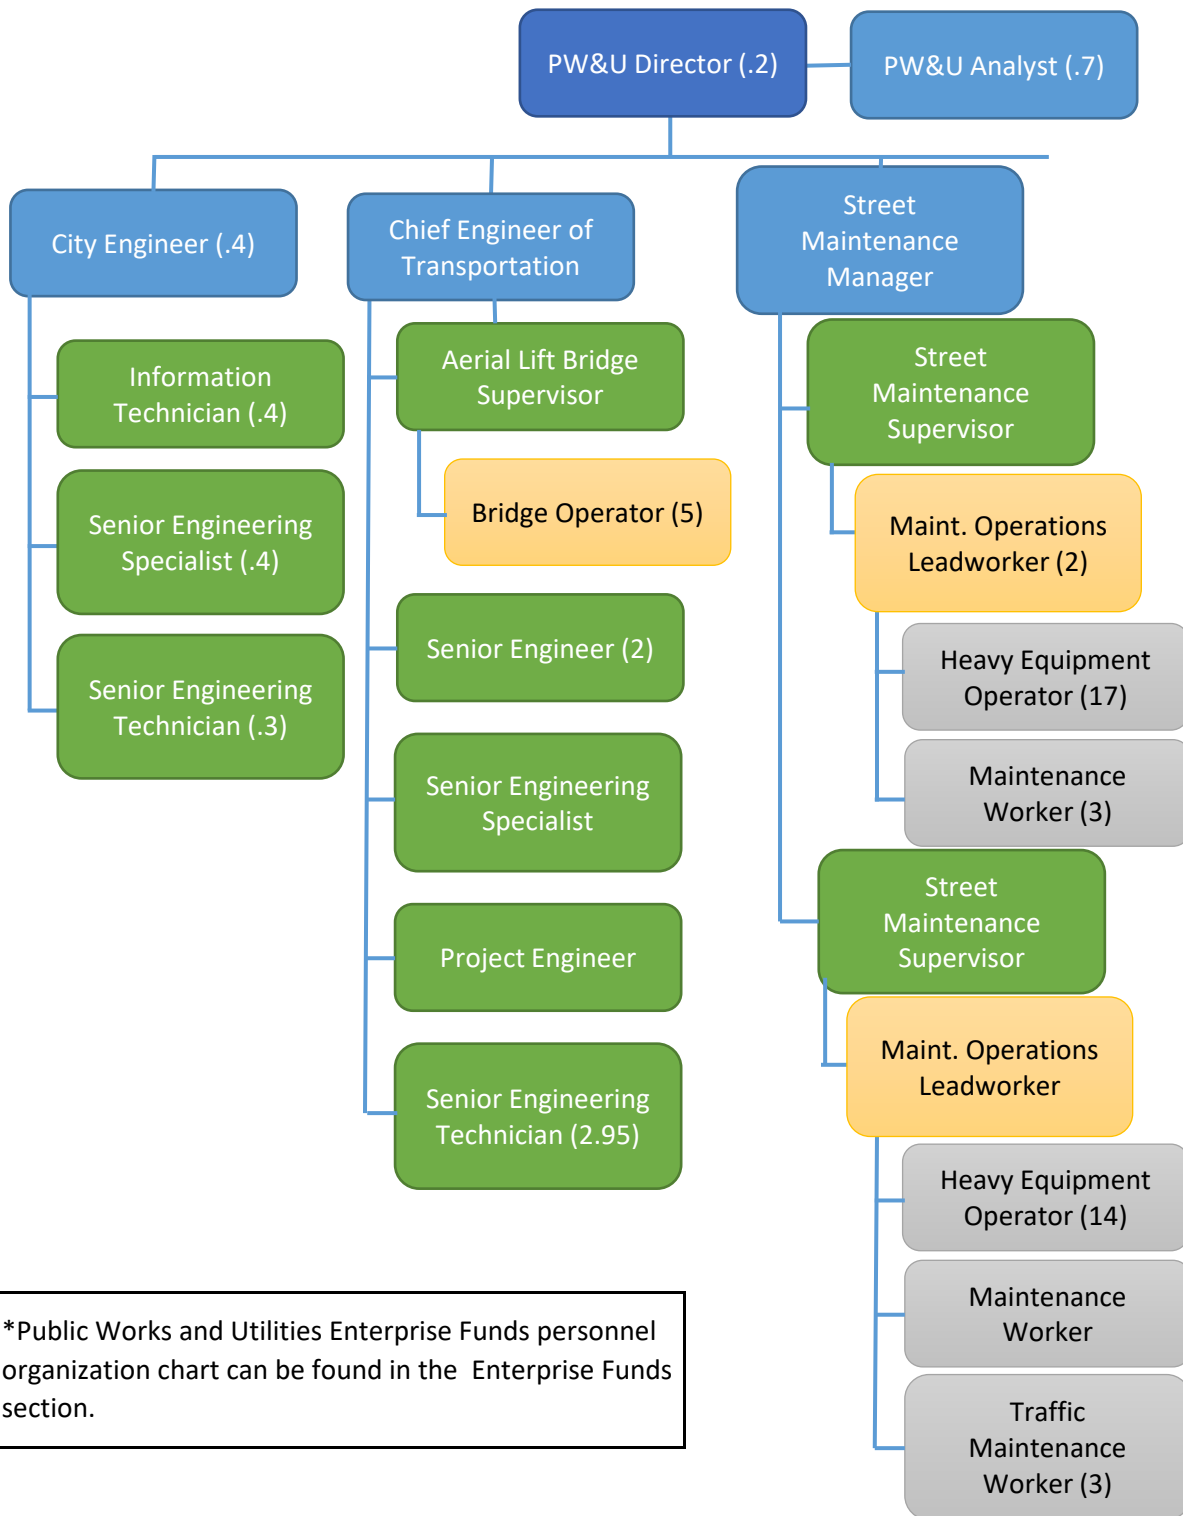 PW&U Director (.2)
PW&U Analyst (.7)
City Engineer (.4)
Information
Technician (.4)
Senior Engineering
Specialist (.4)
Senior Engineering
Technician (.3)
Chief Engineer of
Transportation
Aerial Lift Bridge
Supervisor
Bridge Operator (5)
Senior Engineer (2)
Senior Engineering
Specialist
Project Engineer
Senior Engineering
Technician (2.95)
Street
Maintenance
Manager
Street
Maintenance
Supervisor
Maint. Operations
Leadworker (2)
Heavy Equipment
Operator (17)
Maintenance
Worker (3)
Street
Maintenance
Supervisor
Maint. Operations
Leadworker
Heavy Equipment
Operator (14)
Maintenance
Worker
Traffic
Maintenance
Worker (3)
*Public Works and Utilities Enterprise Funds personnel
organization chart can be found in the  Enterprise Funds
section.